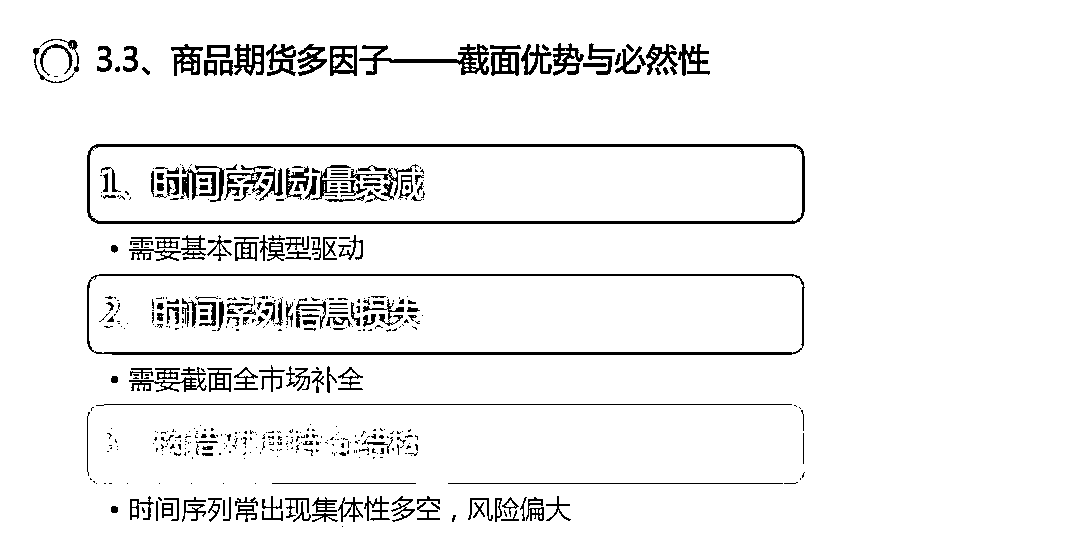 3.3、商品期货多因子——截面优势与必然性
1、时间序列动量衰减
• 需要基本面模型驱动
2、时间序列信息损失
• 需要截面全市场补全
• 时间序列常出现集体性多空，风险偏大